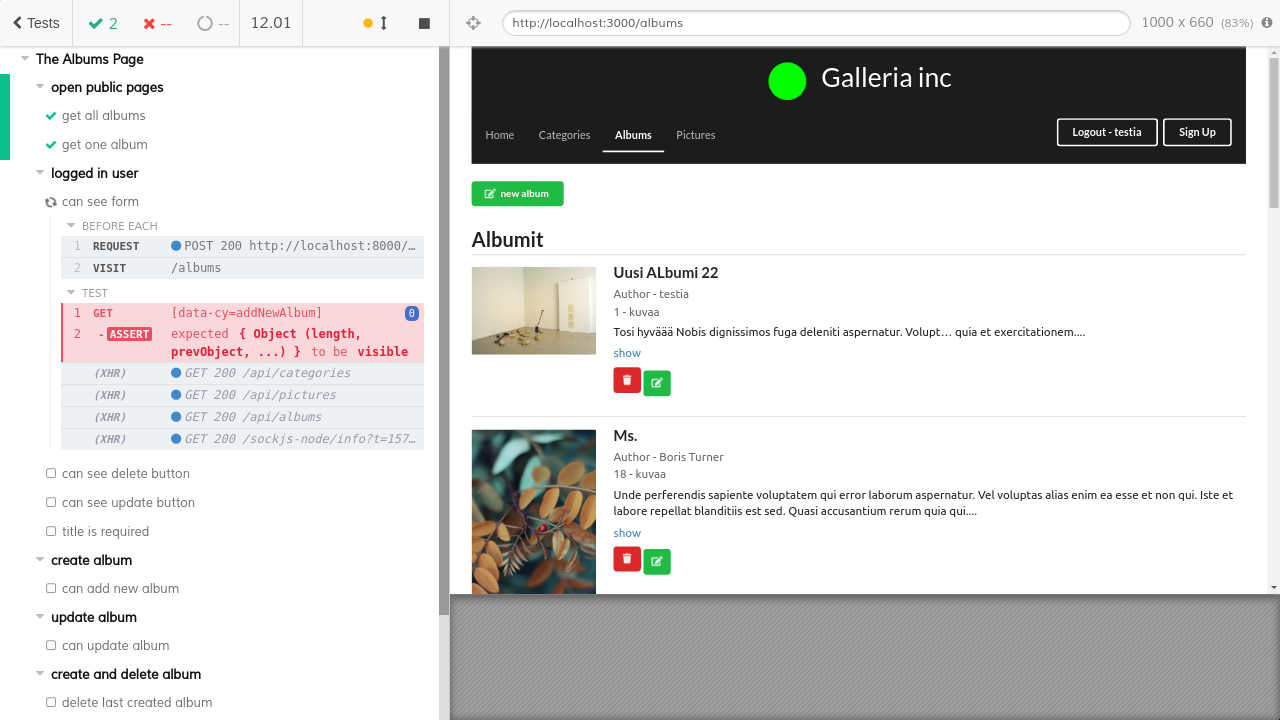 Tests
2
--
--
12.01
http://localhost:3000/albums
1000 x 660 (83%)
The Albums Page
open public pages
get all albums
get one album
logged in user
can see form
BEFORE EACH
1 REQUEST POST 200 http://localhost:8000/…
2 VISIT /albums
TEST
1 GET [data-cy=addNewAlbum] 0
2 -ASSERT expected { Object (length,
prevObject, ...) } to be visible
(XHR) GET 200 /api/categories
(XHR) GET 200 /api/pictures
(XHR) GET 200 /api/albums
(XHR) GET 200 /sockjs-node/info?t=157…
can see delete button
can see update button
title is required
create album
can add new album
update album
can update album
create and delete album
delete last created album
Galleria inc
Home Categories Albums Pictures
Logout - testia
Sign Up
new album
Albumit
Uusi ALbumi 22
Author - testia
1 - kuvaa
Tosi hyväää Nobis dignissimos fuga deleniti aspernatur. Volupt… quia et exercitationem....
show
Ms.
Author - Boris Turner
18 - kuvaa
Unde perferendis sapiente voluptatem qui error laborum aspernatur. Vel voluptas alias enim ea esse et non qui. Iste et
labore repellat blanditiis est sed. Quasi accusantium rerum quia qui....
show